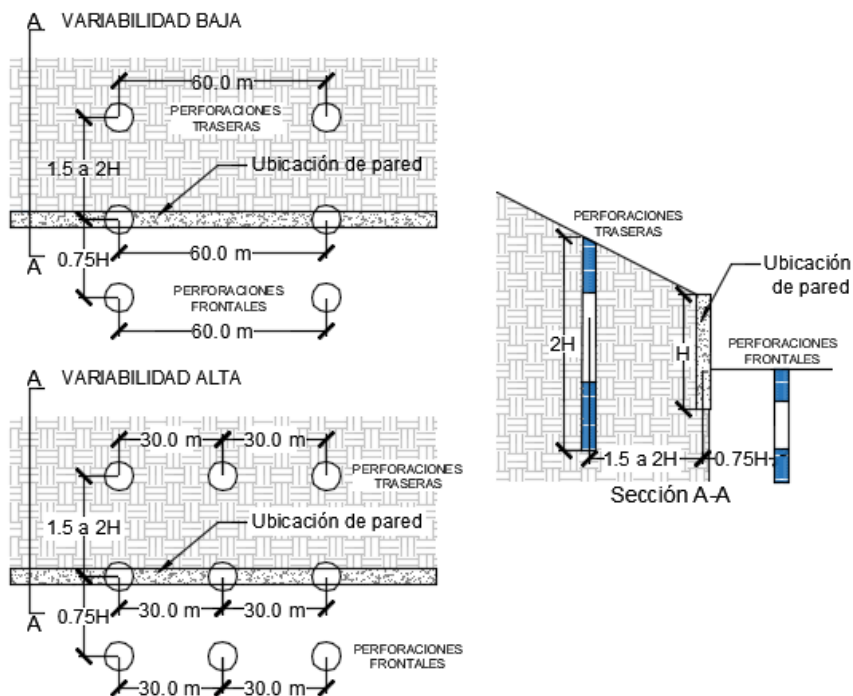 A VARIABILIDAD BAJA
60.0 m
PERFORACIONES
TRASERAS
1.5 a 2H
Ubicación de pared
A
0.75H
60.0 m
PERFORACIONES
FRONTALES
60.0 m
A VARIABILIDAD ALTA
30.0 m 30.0 m
PERFORACIONES
TRASERAS
1.5 a 2H
Ubicación de pared
A
0.75H
30.0 m 30.0 m
PERFORACIONES
FRONTALES
30.0 m 30.0 m
PERFORACIONES
TRASERAS
Ubicación
de pared
2H
H
PERFORACIONES
FRONTALES
1.5 a 2H 0.75H
Sección A-A